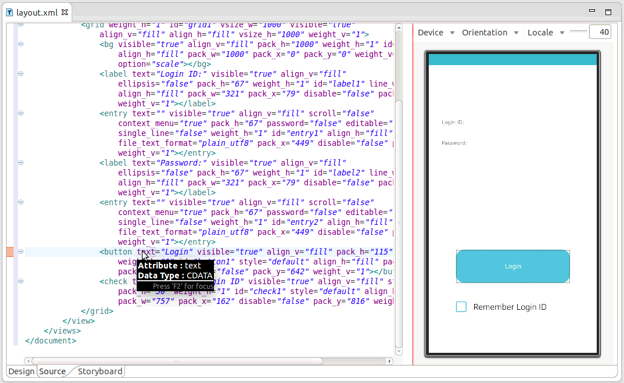 layout.xml
<grid weight_h="1" id="grid1" vsize_w="1000" visible="true"
align_v="fill" align_h="fill" vsize_h="1000" weight_v="1">
<bg visible="true" align_v="fill" pack_h="1000" weight_h="1" id
align_h="fill" pack_w="1000" pack_x="0" pack_y="0" weight_v=
option="scale"></bg>
<label text="Login ID:" visible="true" align_v="fill"
ellipsis="false" pack_h="67" weight_h="1" id="label1" line_w
align_h="fill" pack_w="321" pack_x="79" disable="false" pac
weight_v="1"></label>
<entry text="" visible="true" align_v="fill" scroll="false"
context_menu="true" pack_h="67" password="false" editable="
single_line="false" weight_h="1" id="entry1" align_h="fill"
file_text_format="plain_utf8" pack_x="449" disable="false"
weight_v="1"></entry>
<label text="Password:" visible="true" align_v="fill"
ellipsis="false" pack_h="67" weight_h="1" id="label2" line_w
align_h="fill" pack_w="321" pack_x="79" disable="false" pac
weight_v="1"></label>
<entry text="" visible="true" align_v="fill" scroll="false"
context_menu="true" pack_h="67" password="false" editable="
single_line="false" weight_h="1" id="entry2" align_h="fill"
file_text_format="plain_utf8" pack_x="449" disable="false"
weight_v="1"></entry>
<button text="Login" visible="true" align_v="fill" pack_h="115"
style="default" align_h="fill" pa
"false" pack_y="642" weight_v="1"></bu
<check ID" visible="true" align_v="fill"
id="check1" style="default" align_
pack_w="757" pack_x="162" disable="false" pack_y="816" weig
</grid>
</view>
</views>
</document>
Attribute : text
Data Type : CDATA
Press 'F2' for focus
Design Source Storyboard
Device Orientation Locale 40
Login ID:
Password:
Login
Remember Login ID